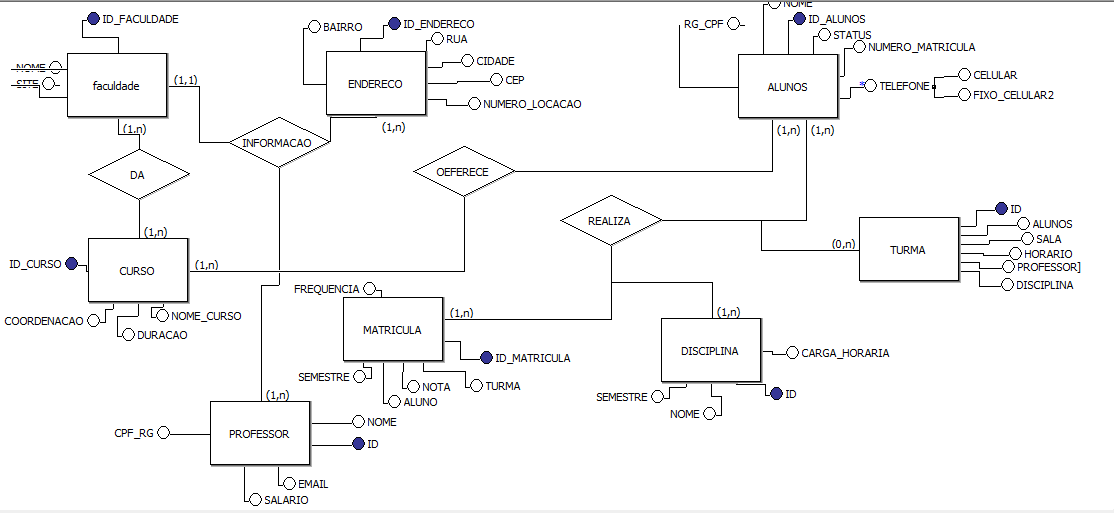 ID_FACULDADE
NOME
SITE
faculdade
(1,1)
(1,n)
DA
(1,n)
ID_CURSO
CURSO
(1,n)
COORDENACAO
NOME_CURSO
DURACAO
BAIRRO
ID_ENDERECO
RUA
CIDADE
CEP
NUMERO_LOCACAO
ENDERECO
(1,n)
INFORMACAO
OEFERECE
NOME
RG_CPF
ID_ALUNOS
STATUS
NUMERO_MATRICULA
*
TELEFONE
CELULAR
FIXO_CELULAR2
ALUNOS
(1,n)
(1,n)
REALIZA
(0,n)
TURMA
ID
ALUNOS
SALA
HORARIO
PROFESSOR]
DISCIPLINA
FREQUENCIA
MATRICULA
(1,n)
ID_MATRICULA
SEMESTRE
NOTA
TURMA
ALUNO
(1,n)
DISCIPLINA
CARGA_HORARIA
SEMESTRE
ID
NOME
(1,n)
PROFESSOR
CPF_RG
NOME
ID
EMAIL
SALARIO